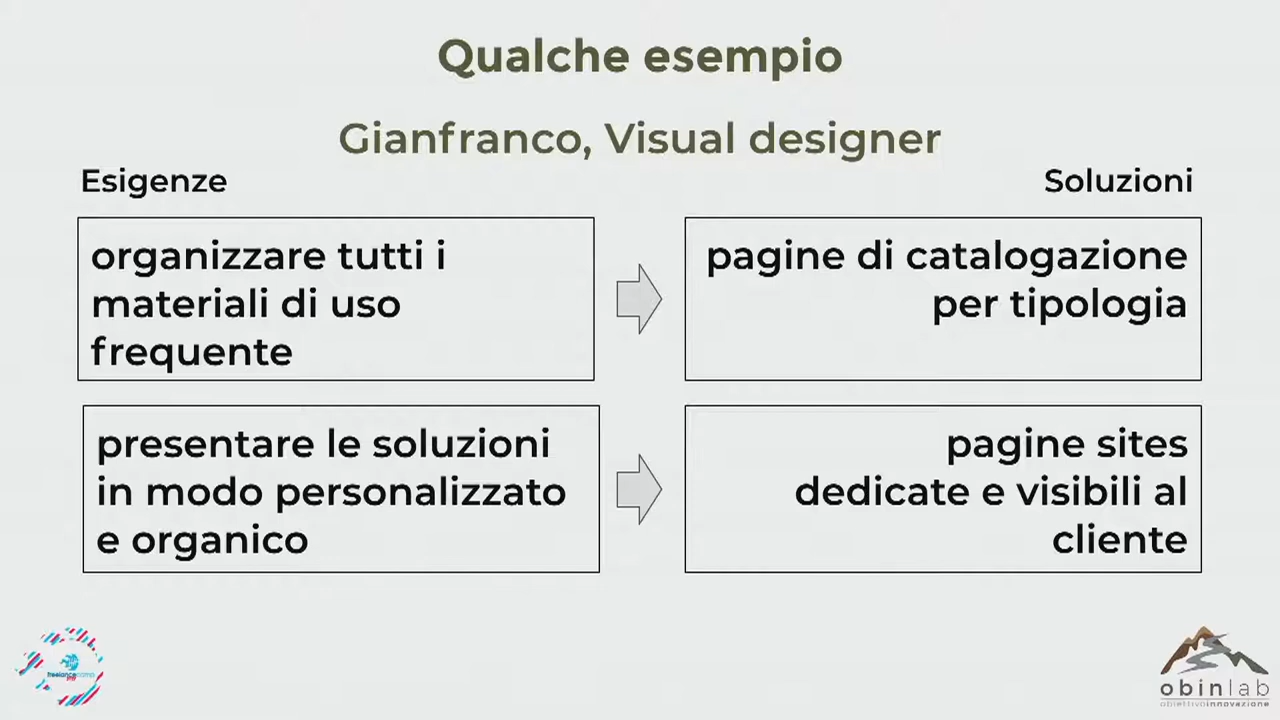 Qualche esempio
Gianfranco, Visual designer
Esigenze
Soluzioni
organizzare tutti i
materiali di uso
frequente
pagine di catalogazione
per tipologia
presentare le soluzioni
in modo personalizzato
e organico
pagine sites
dedicate e visibili al
cliente
freelancecamp
obinlab
obiettivoinnovazione